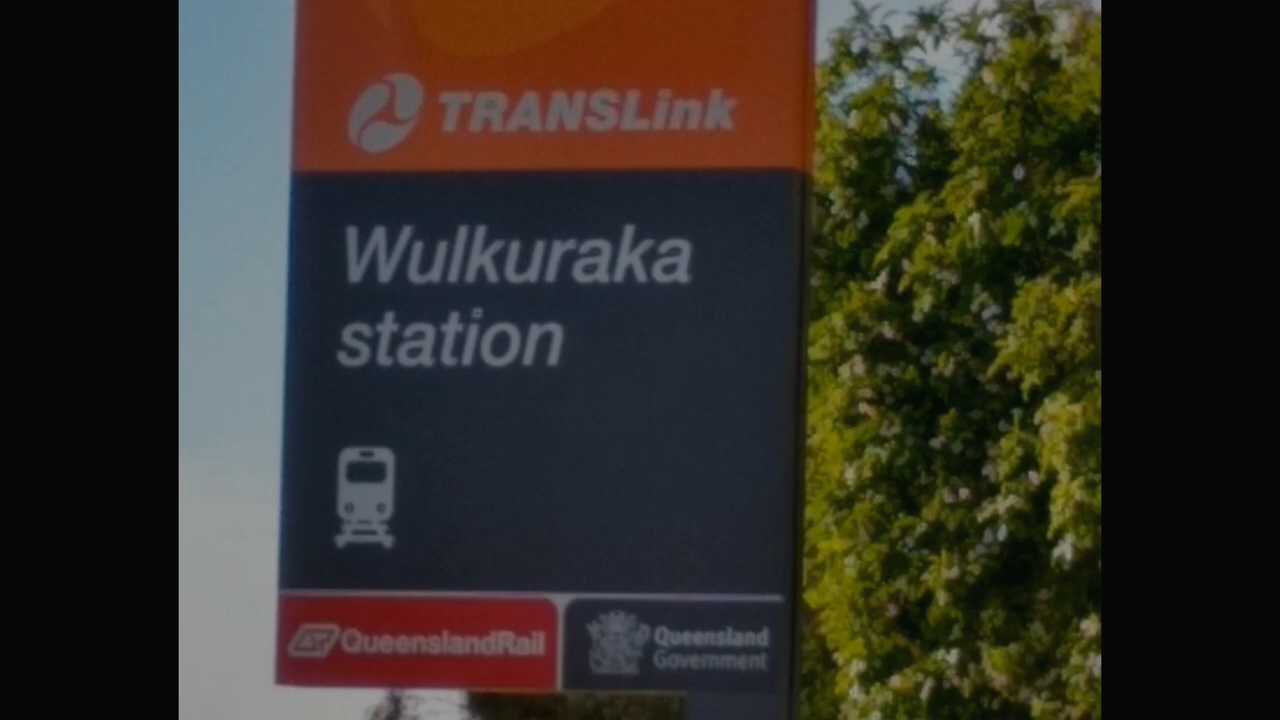 TRANSLink
Wulkuraka
station
QueenslandRail
Queensland
Government